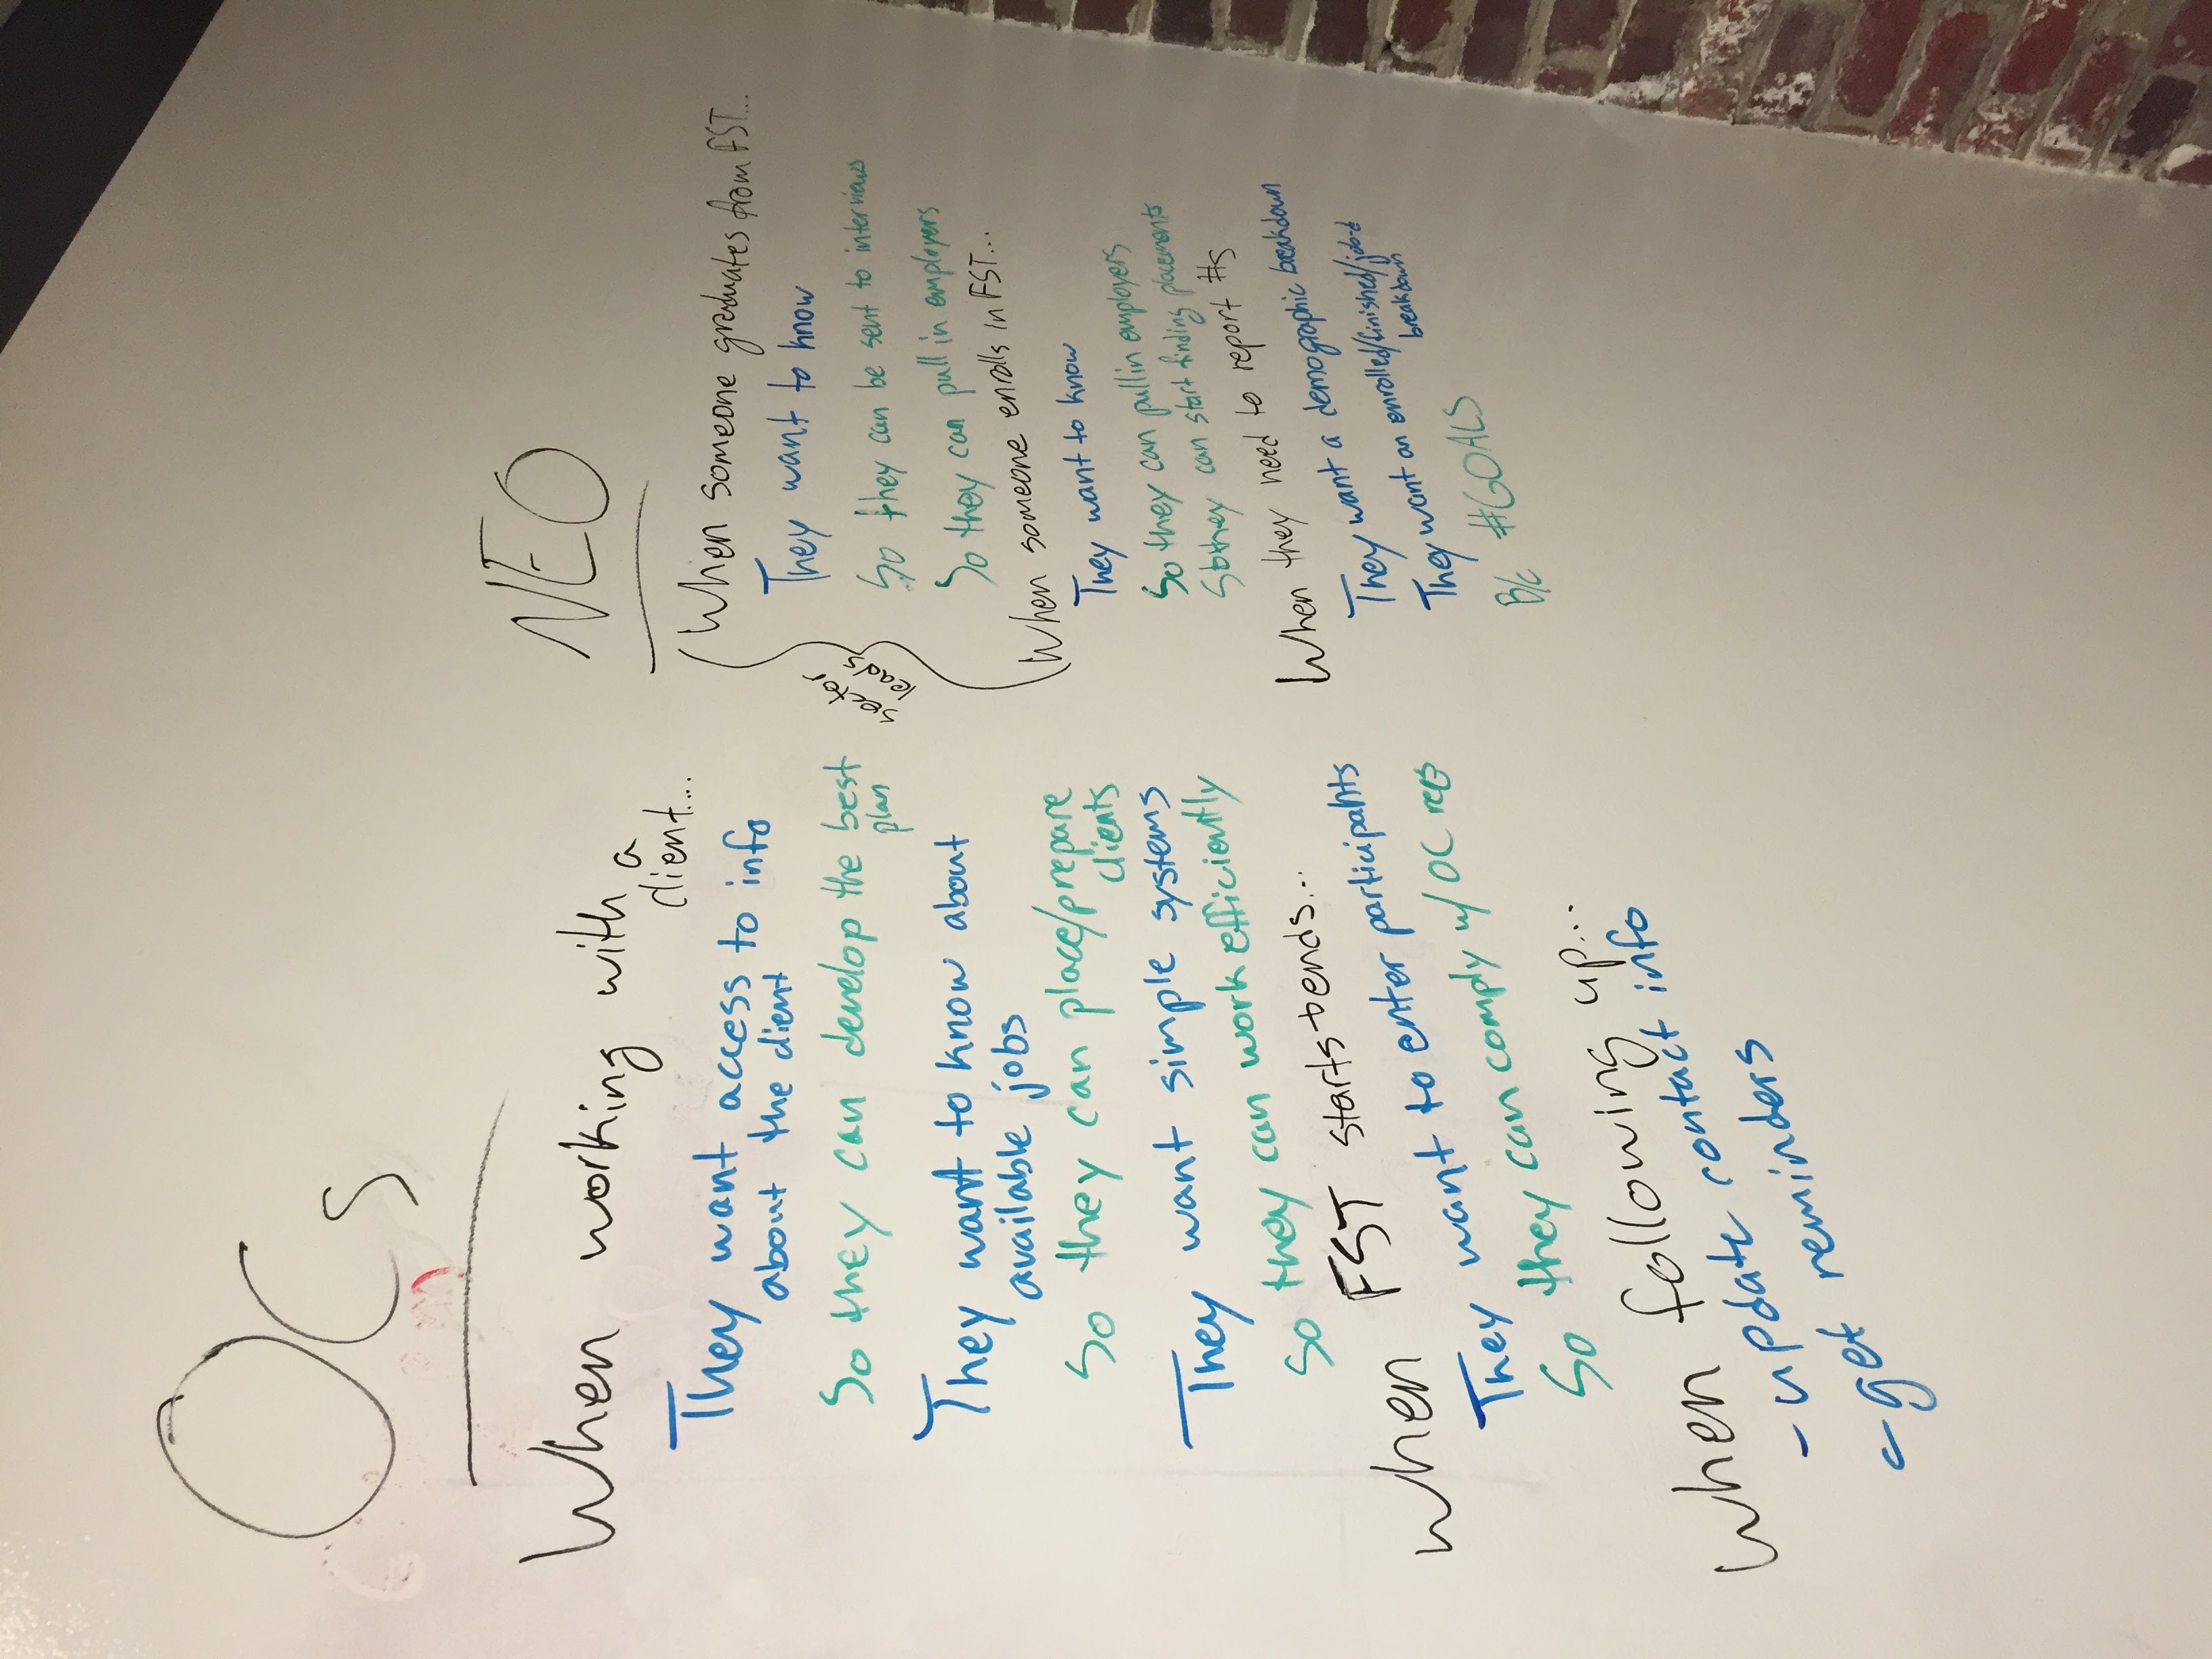 OCs
When working with a
client...
They want access to info
about the client
So they can develop the best
plan
They want to know about
available jobs
So they can place/prepare
clients
They want simple systems
So they can work efficiently
When FST starts + ends...
They want to enter participants
So they can comply w/ OC reqs
When following up...
- update contact info
- get reminders
NEO
sector
leads
When someone graduates from FST...
They want to know
So they can be sent to interviews
So they can pull in employers
When someone enrolls in FST...
They want to know
So they can pull in employers
So they can start finding placements
When they need to report #s
They want a demographic breakdown
They want an enrolled/finished/job-d
breakdown
B/c #GOALS